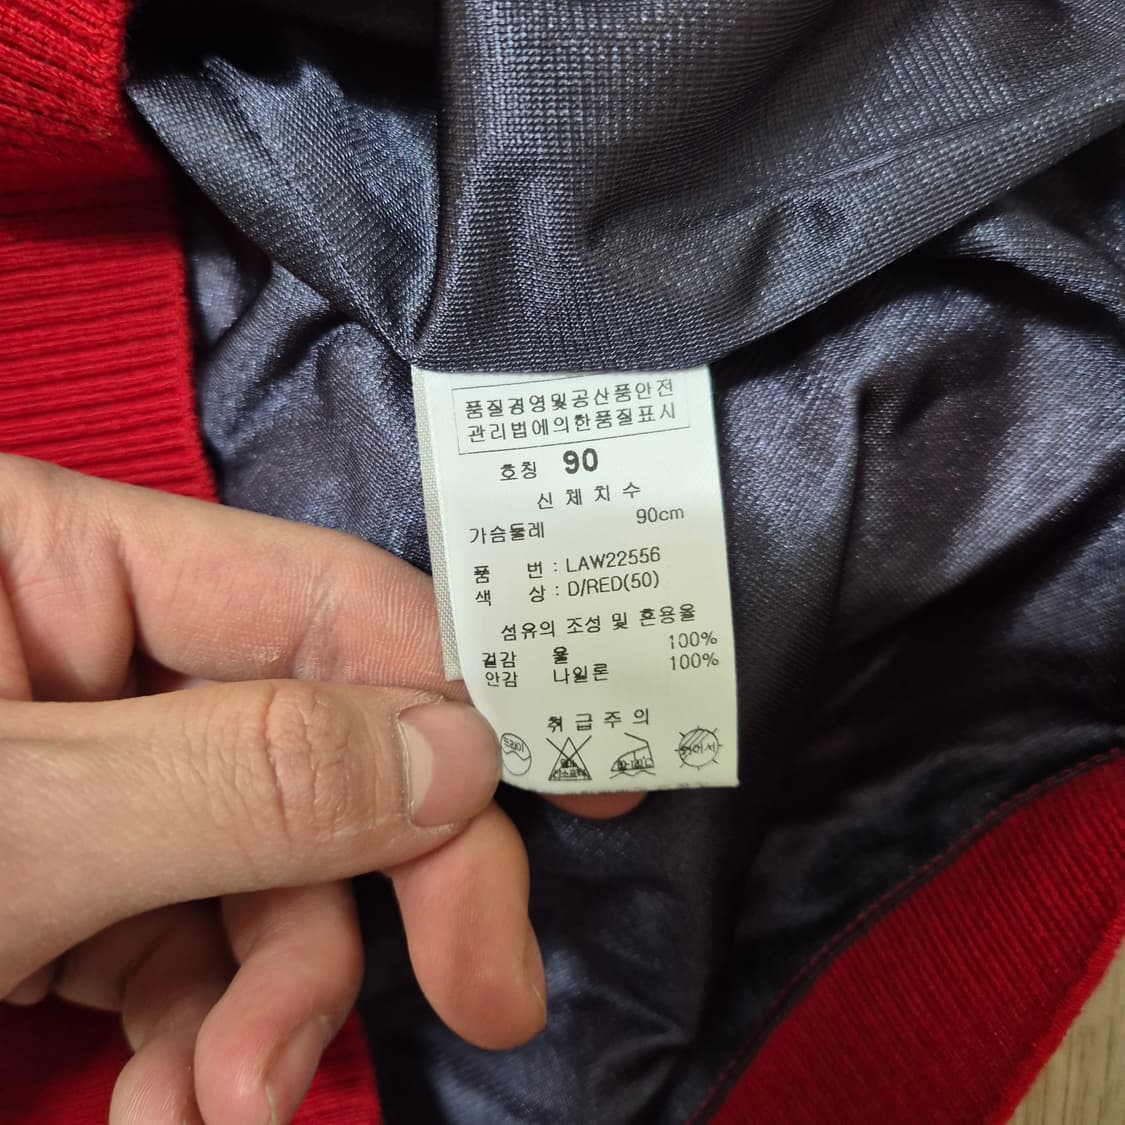 품질경영및공산품안전
관리법에의한품질표시
호칭 90
신체치수
가슴둘레 90cm
품 번 : LAW22556
색 상 : D/RED(50)
섬유의 조성 및 혼용율
겉감 울 100%
안감 나일론 100%
취급주의
드라이